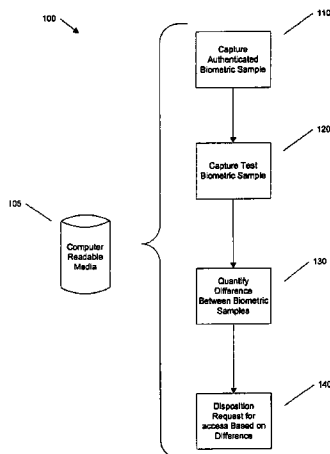 100
110
Capture
Authenticated
Biometric Sample
120
Capture Test
Biometric Sample
105
Computer
Readable
Media
130
Quantify
Difference
Between Biometric
Samples
140
Disposition
Request for
access Based on
Difference